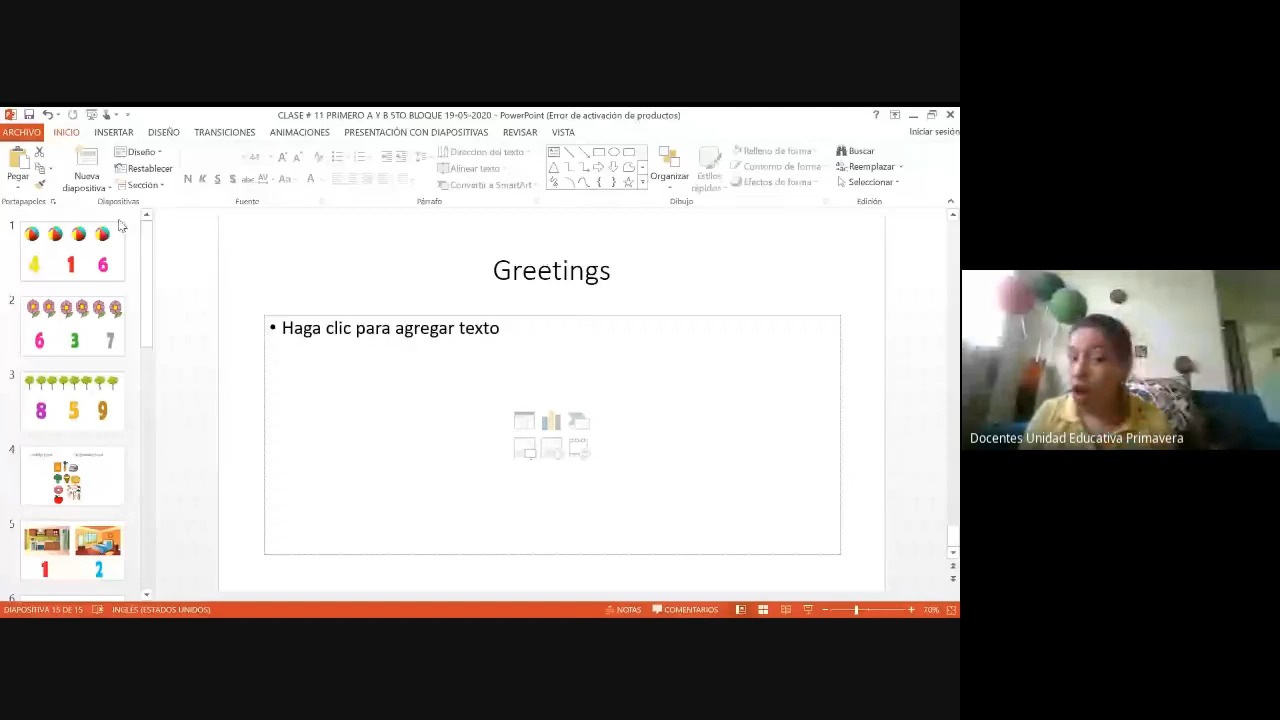 CLASE # 11 PRIMERO A Y B 5TO BLOQUE 19-05-2020 - PowerPoint (Error de activación de productos)
ARCHIVO INICIO INSERTAR DISEÑO TRANSICIONES ANIMACIONES PRESENTACIÓN CON DIAPOSITIVAS REVISAR VISTA Iniciar sesión
Pegar
Nueva diapositiva
Diseño
Restablecer
Sección
44
N K S S abc AV Aa A
Dirección del texto
Alinear texto
Convertir a SmartArt
Organizar
Estilos rápidos
Relleno de forma
Contorno de forma
Efectos de forma
Buscar
Reemplazar
Seleccionar
Portapapeles Diapositivas Fuente Párrafo Dibujo Edición
1
4 1 6
2
6 3 7
3
8 5 9
4
5
1 2
6
Greetings
• Haga clic para agregar texto
Docentes Unidad Educativa Primavera
DIAPOSITIVA 15 DE 15 INGLÉS (ESTADOS UNIDOS) NOTAS COMENTARIOS 70%